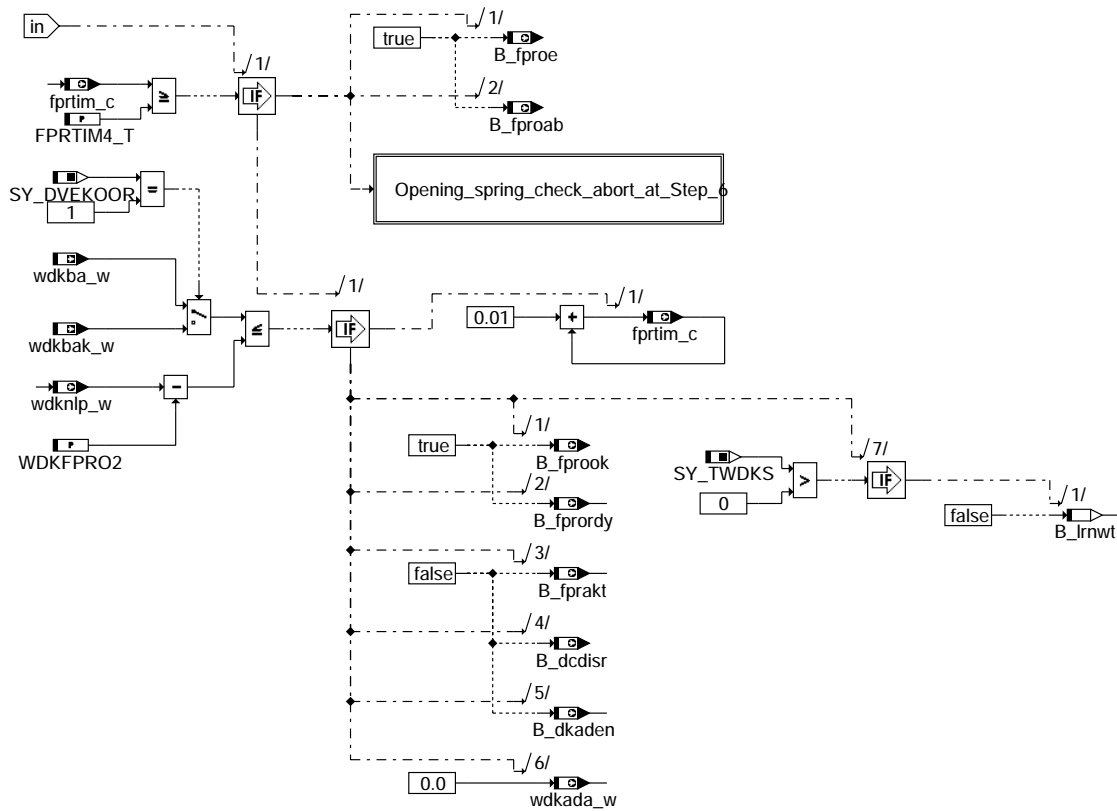 in
/1/
/1/
true
B_fproe
fprtim_c
≥
IF
/2/
B_fproab
P
FPRTIM4_T
Opening_spring_check_abort_at_Step_6
SY_DVEKOOR
=
1
wdkba_w
/1/
/1/
0.01
+
fprtim_c
wdkbak_w
≤
IF
wdknlp_w
-
P
WDKFPRO2
/1/
true
B_fprook
/7/
SY_TWDKS
>
IF
0
/2/
B_fprordy
/1/
false
B_lrnwt
/3/
false
B_fprakt
/4/
B_dcdisr
/5/
B_dkaden
/6/
0.0
wdkada_w